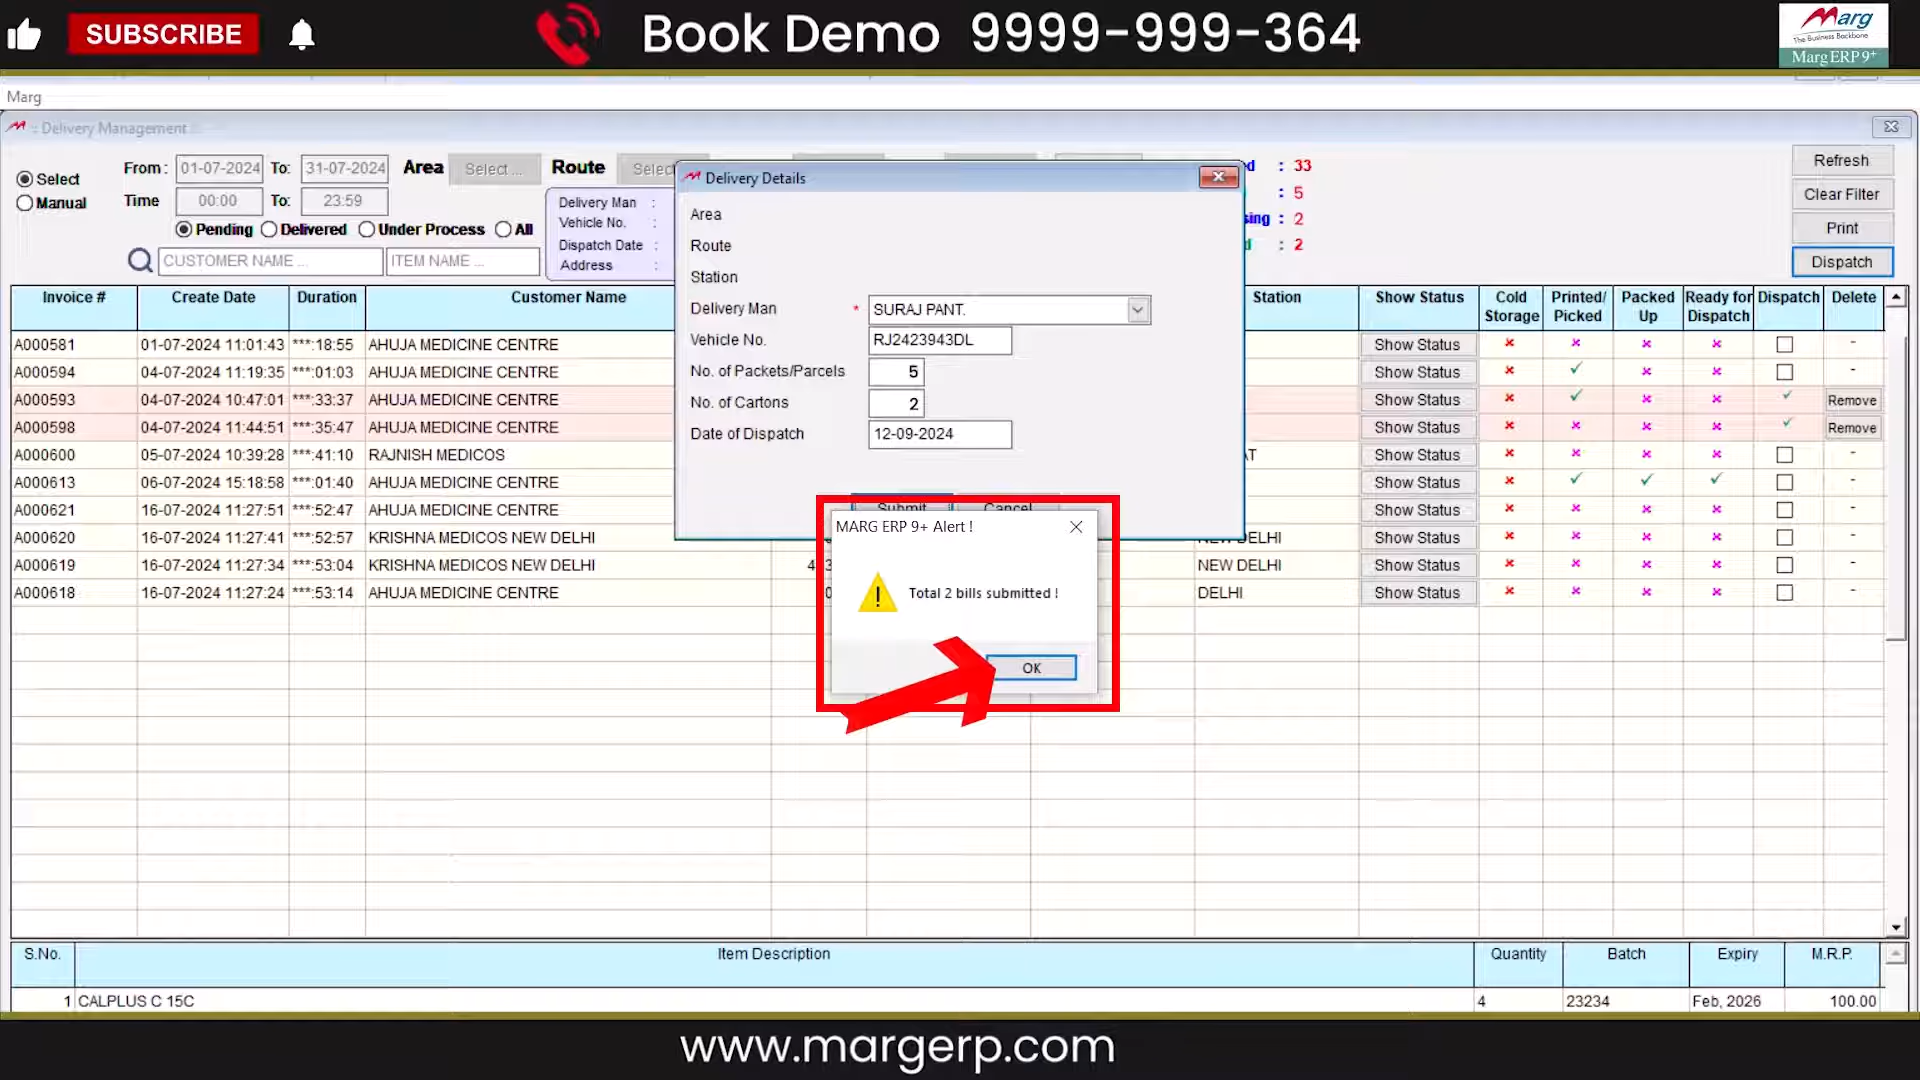 SUBSCRIBE
Book Demo 9999-999-364
Marg
The Business Backbone
Marg ERP 9+
Marg
: Delivery Management
Select
Manual
From : 01-07-2024 To: 31-07-2024
Time 00:00 To: 23:59
Area Select ...
Route
Pending Delivered Under Process All
CUSTOMER NAME ... ITEM NAME ...
Delivery Man :
Vehicle No. :
Dispatch Date :
Address :
: 33
: 5
: 2
: 2
Refresh
Clear Filter
Print
Dispatch
Delivery Details
Area
Route
Station
Delivery Man * SURAJ PANT.
Vehicle No. RJ2423943DL
No. of Packets/Parcels 5
No. of Cartons 2
Date of Dispatch 12-09-2024
Submit Cancel
MARG ERP 9+ Alert !
Total 2 bills submitted !
OK
Invoice # Create Date Duration Customer Name Station Show Status Cold Storage Printed/ Picked Packed Up Ready for Dispatch Dispatch Delete
A000581 01-07-2024 11:01:43 ***:18:55 AHUJA MEDICINE CENTRE Show Status -
A000594 04-07-2024 11:19:35 ***:01:03 AHUJA MEDICINE CENTRE Show Status -
A000593 04-07-2024 10:47:01 ***:33:37 AHUJA MEDICINE CENTRE Show Status Remove
A000598 04-07-2024 11:44:51 ***:35:47 AHUJA MEDICINE CENTRE Show Status Remove
A000600 05-07-2024 10:39:28 ***:41:10 RAJNISH MEDICOS Show Status -
A000613 06-07-2024 15:18:58 ***:01:40 AHUJA MEDICINE CENTRE Show Status -
A000621 16-07-2024 11:27:51 ***:52:47 AHUJA MEDICINE CENTRE Show Status -
A000620 16-07-2024 11:27:41 ***:52:57 KRISHNA MEDICOS NEW DELHI NEW DELHI Show Status -
A000619 16-07-2024 11:27:34 ***:53:04 KRISHNA MEDICOS NEW DELHI NEW DELHI Show Status -
A000618 16-07-2024 11:27:24 ***:53:14 AHUJA MEDICINE CENTRE DELHI Show Status -
S.No. Item Description Quantity Batch Expiry M.R.P.
1 CALPLUS C 15C 4 23234 Feb, 2026 100.00
www.margerp.com